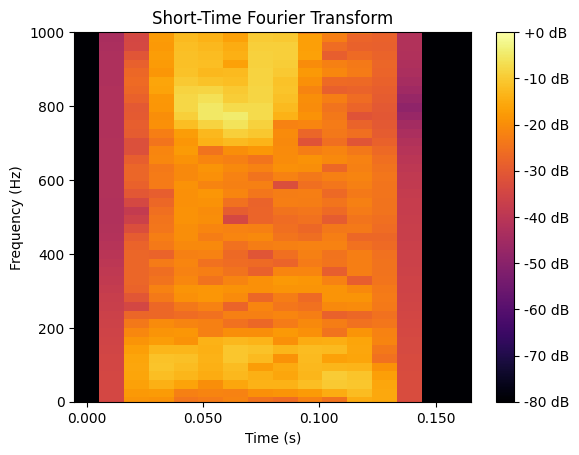 Short-Time Fourier Transform
1000
800
600
400
200
0
Frequency (Hz)
0.000
0.050
0.100
0.150
Time (s)
+0 dB
-10 dB
-20 dB
-30 dB
-40 dB
-50 dB
-60 dB
-70 dB
-80 dB